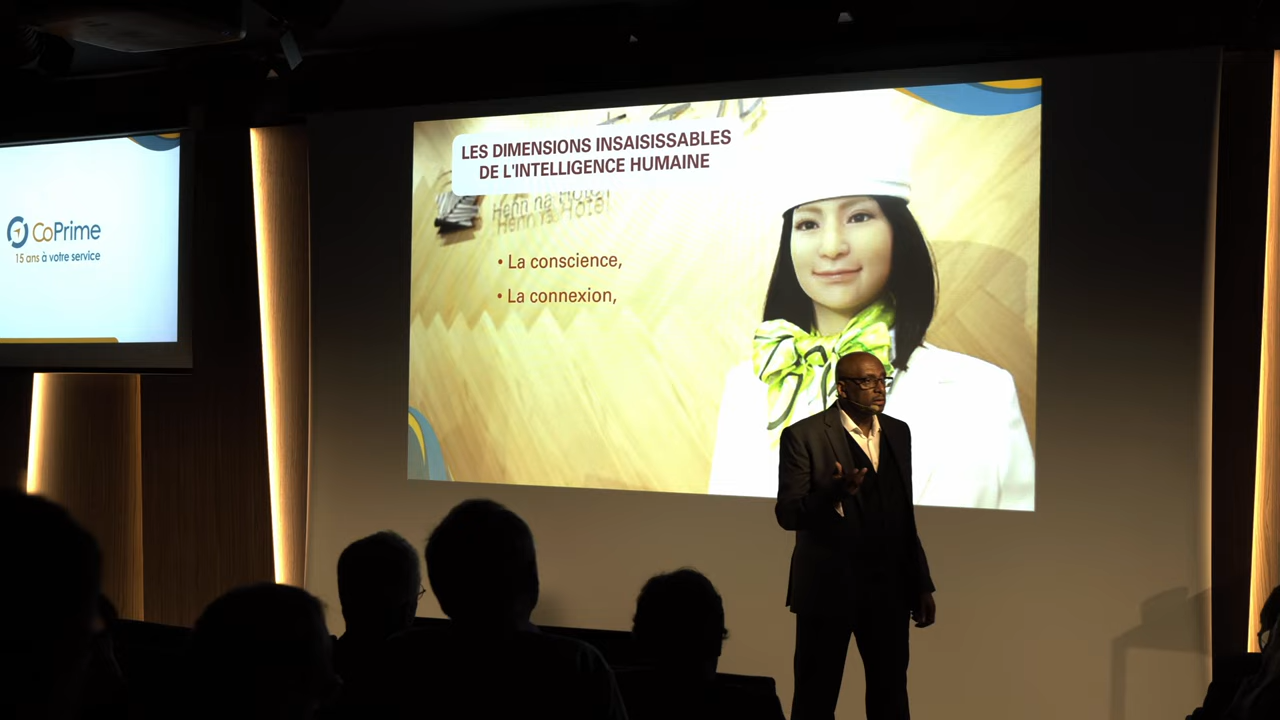 CoPrime
15 ans à votre service
LES DIMENSIONS INSAISISSABLES
DE L'INTELLIGENCE HUMAINE
Henn na Hotel
• La conscience,
• La connexion,